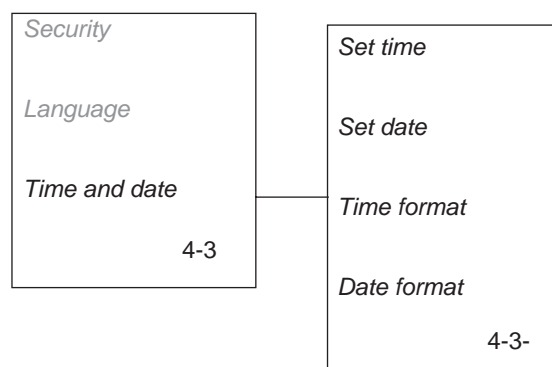 Security
Language
Time and date
4-3
Set time
Set date
Time format
Date format
4-3-